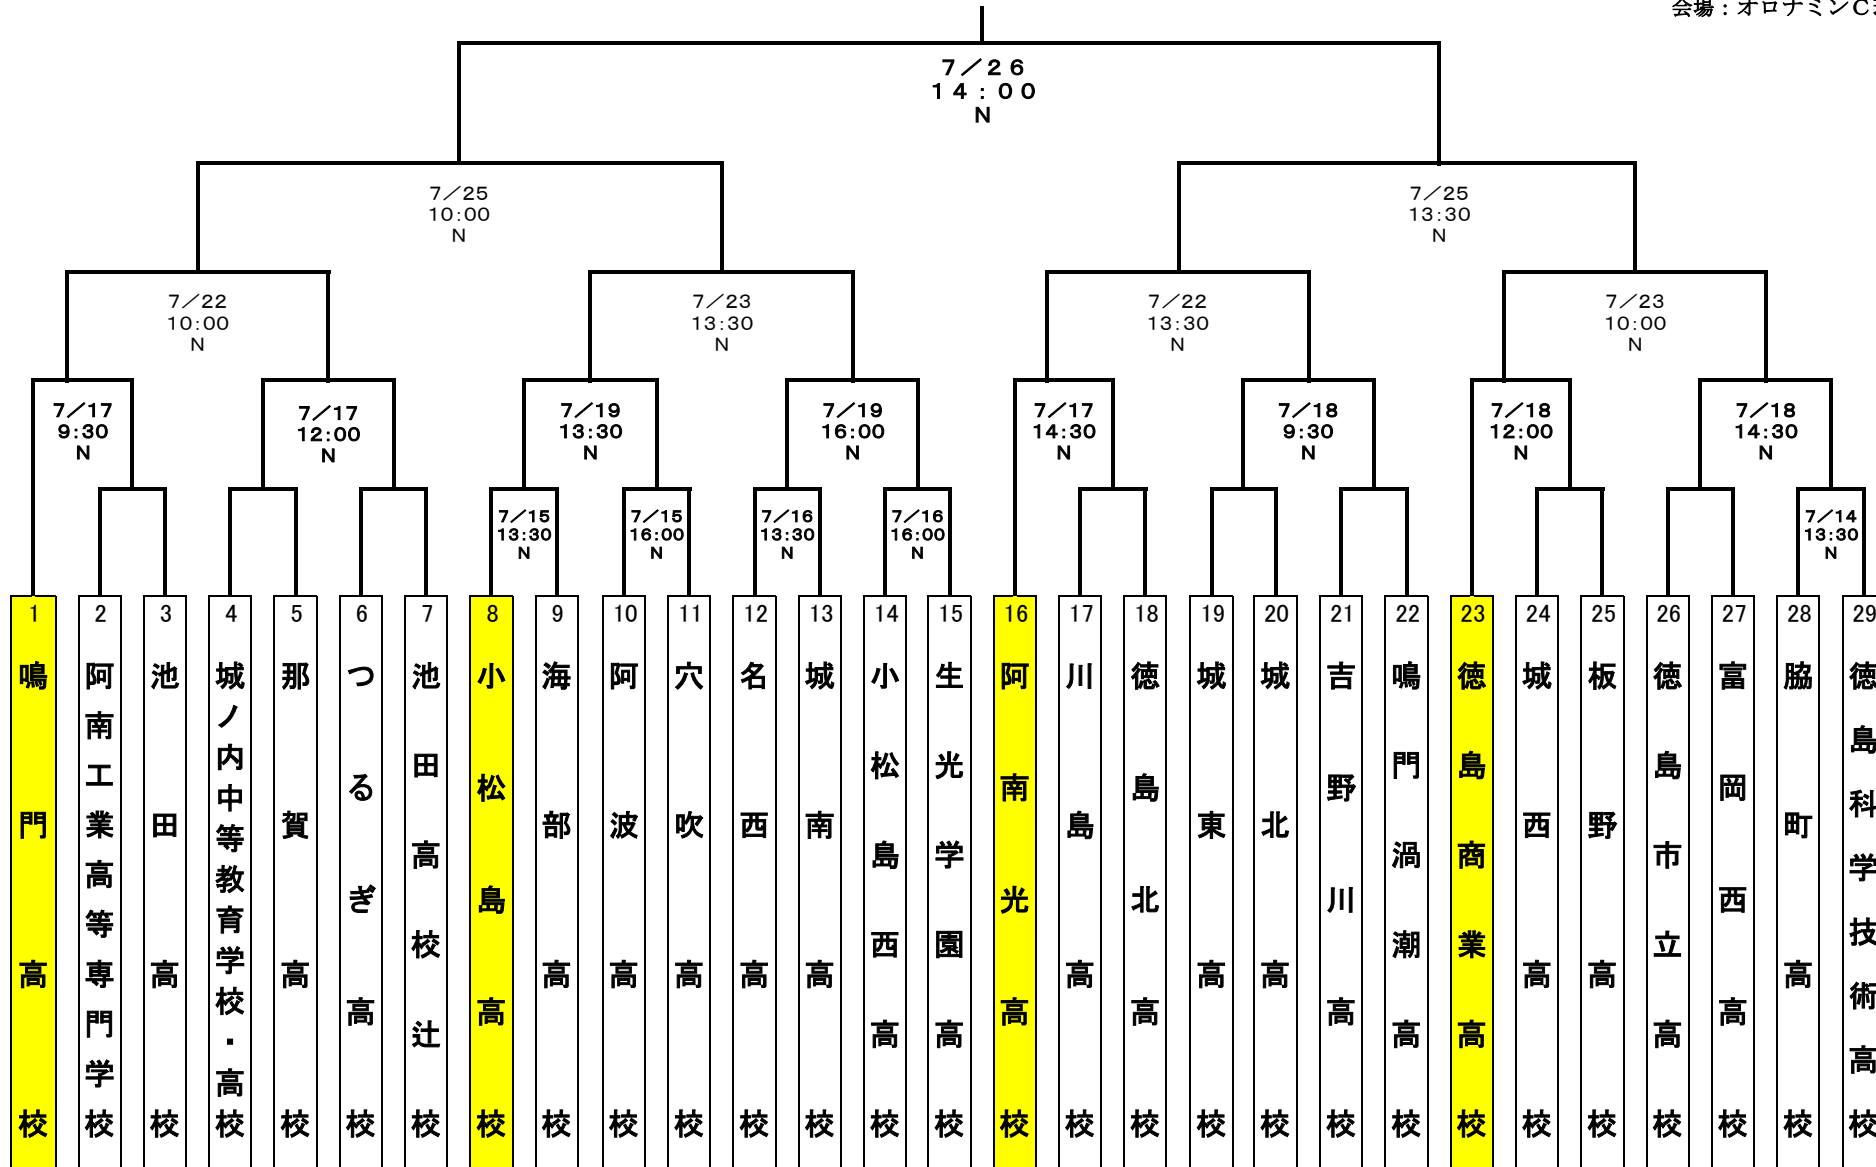 会場：オロナミンC
7／26
14：00
N
7／25
10:00
N
7／25
13:30
N
7／22
10:00
N
7／23
13:30
N
7／22
13:30
N
7／23
10:00
N
7／17
9:30
N
7／17
12:00
N
7／19
13:30
N
7／19
16:00
N
7／17
14:30
N
7／18
9:30
N
7／18
12:00
N
7／18
14:30
N
7／15
13:30
N
7／15
16:00
N
7／16
13:30
N
7／16
16:00
N
7／14
13:30
N
1
鳴門高校
2
阿南工業高等専門学校
3
池田高校
4
城ノ内中等教育学校・高校
5
那賀高校
6
つるぎ高校
7
池田高校辻校
8
小松島高校
9
海部高校
10
阿波高校
11
穴吹高校
12
名西高校
13
城南高校
14
小松島西高校
15
生光学園高校
16
阿南光高校
17
川島高校
18
徳島北高校
19
城東高校
20
城北高校
21
吉野川高校
22
鳴門渦潮高校
23
徳島商業高校
24
城西高校
25
板野高校
26
徳島市立高校
27
富岡西高校
28
脇町高校
29
徳島科学技術高校